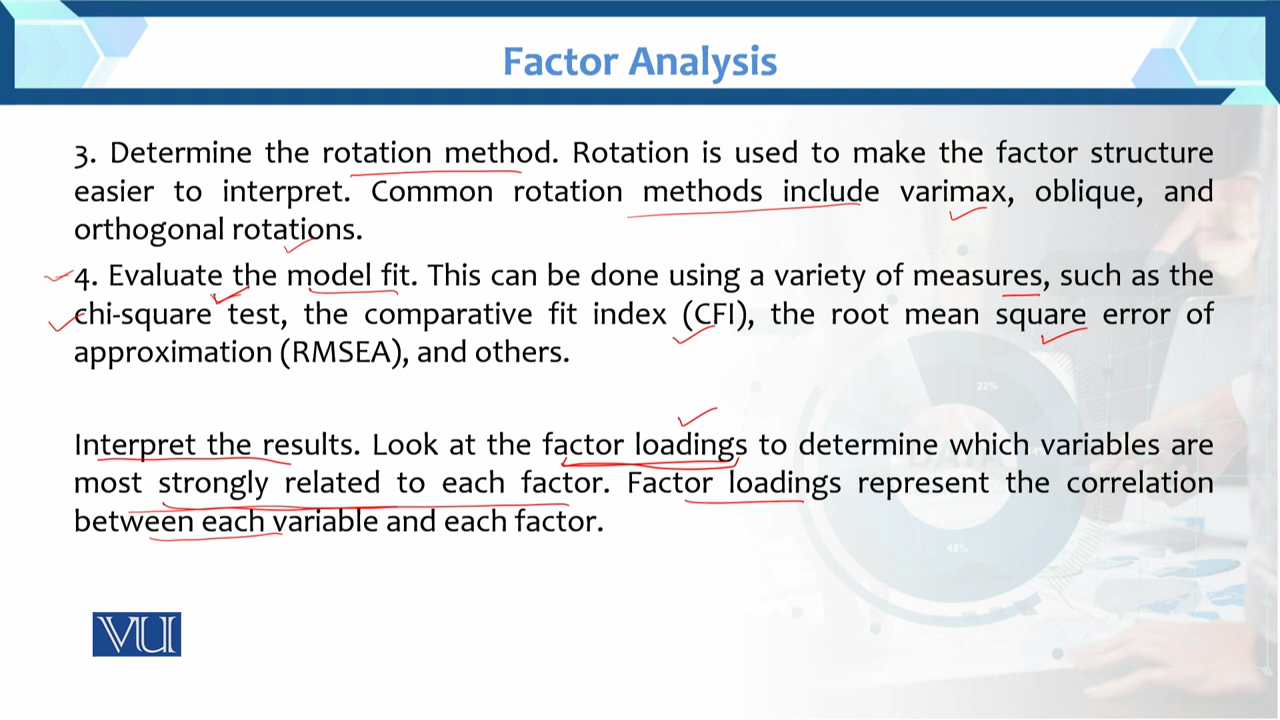 Factor Analysis
3. Determine the rotation method. Rotation is used to make the factor structure
easier to interpret. Common rotation methods include varimax, oblique, and
orthogonal rotations.
4. Evaluate the model fit. This can be done using a variety of measures, such as the
chi-square test, the comparative fit index (CFI), the root mean square error of
approximation (RMSEA), and others.
22%
Interpret the results. Look at the factor loadings to determine which variables are
most strongly related to each factor. Factor loadings represent the correlation
between each variable and each factor.
48%
VU